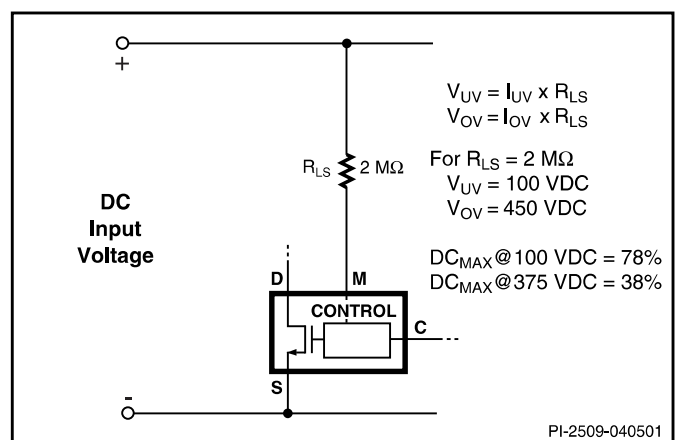 +
V_UV = I_UV x R_LS
V_OV = I_OV x R_LS
R_LS 2 MΩ
For R_LS = 2 MΩ
V_UV = 100 VDC
V_OV = 450 VDC
DC
Input
Voltage
DC_MAX@100 VDC = 78%
DC_MAX@375 VDC = 38%
D M
CONTROL
C
S
-
PI-2509-040501